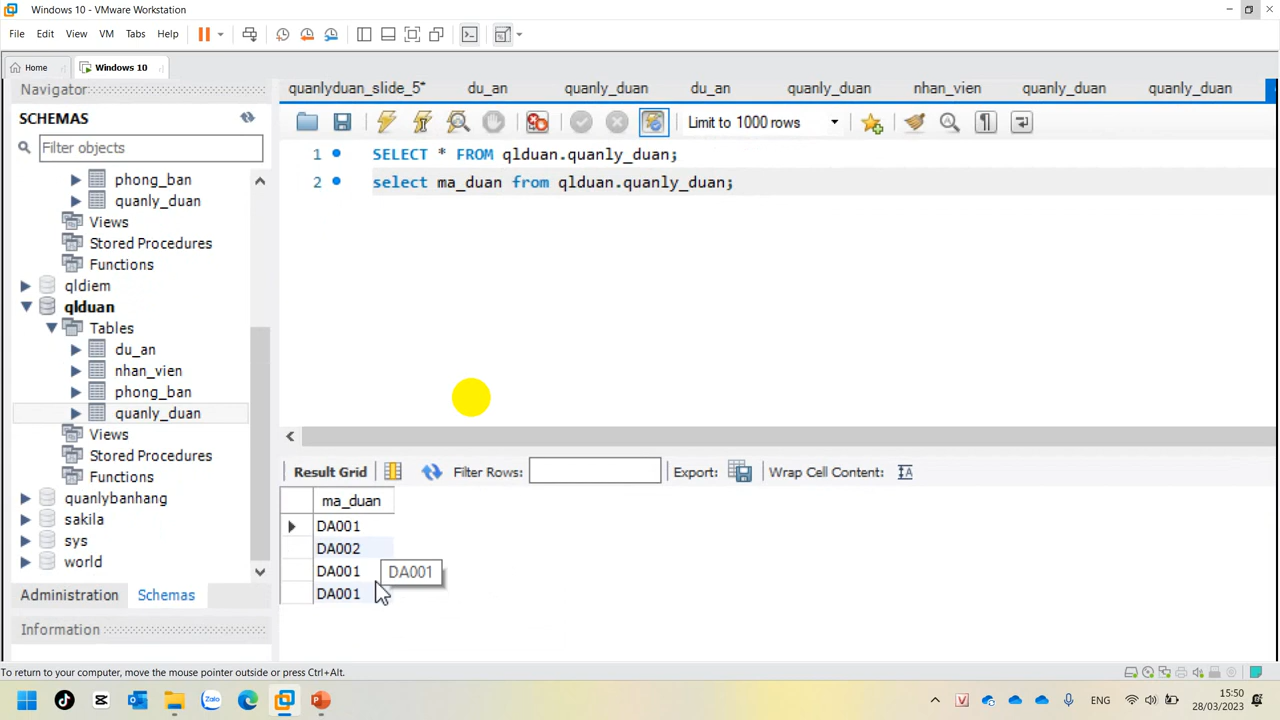 Windows 10 - VMware Workstation
File Edit View VM Tabs Help
Home Windows 10
Navigator
SCHEMAS
Filter objects
phong_ban
quanly_duan
Views
Stored Procedures
Functions
qldiem
qlduan
Tables
du_an
nhan_vien
phong_ban
quanly_duan
Views
Stored Procedures
Functions
quanlybanhang
sakila
sys
world
Administration Schemas
Information
quanlyduan_slide_5* du_an quanly_duan du_an quanly_duan nhan_vien quanly_duan quanly_duan
Limit to 1000 rows
1 SELECT * FROM qlduan.quanly_duan;
2 select ma_duan from qlduan.quanly_duan;
Result Grid Filter Rows: Export: Wrap Cell Content:
ma_duan
DA001
DA002
DA001 DA001
DA001
To return to your computer, move the mouse pointer outside or press Ctrl+Alt.
Zalo ENG 15:50
28/03/2023